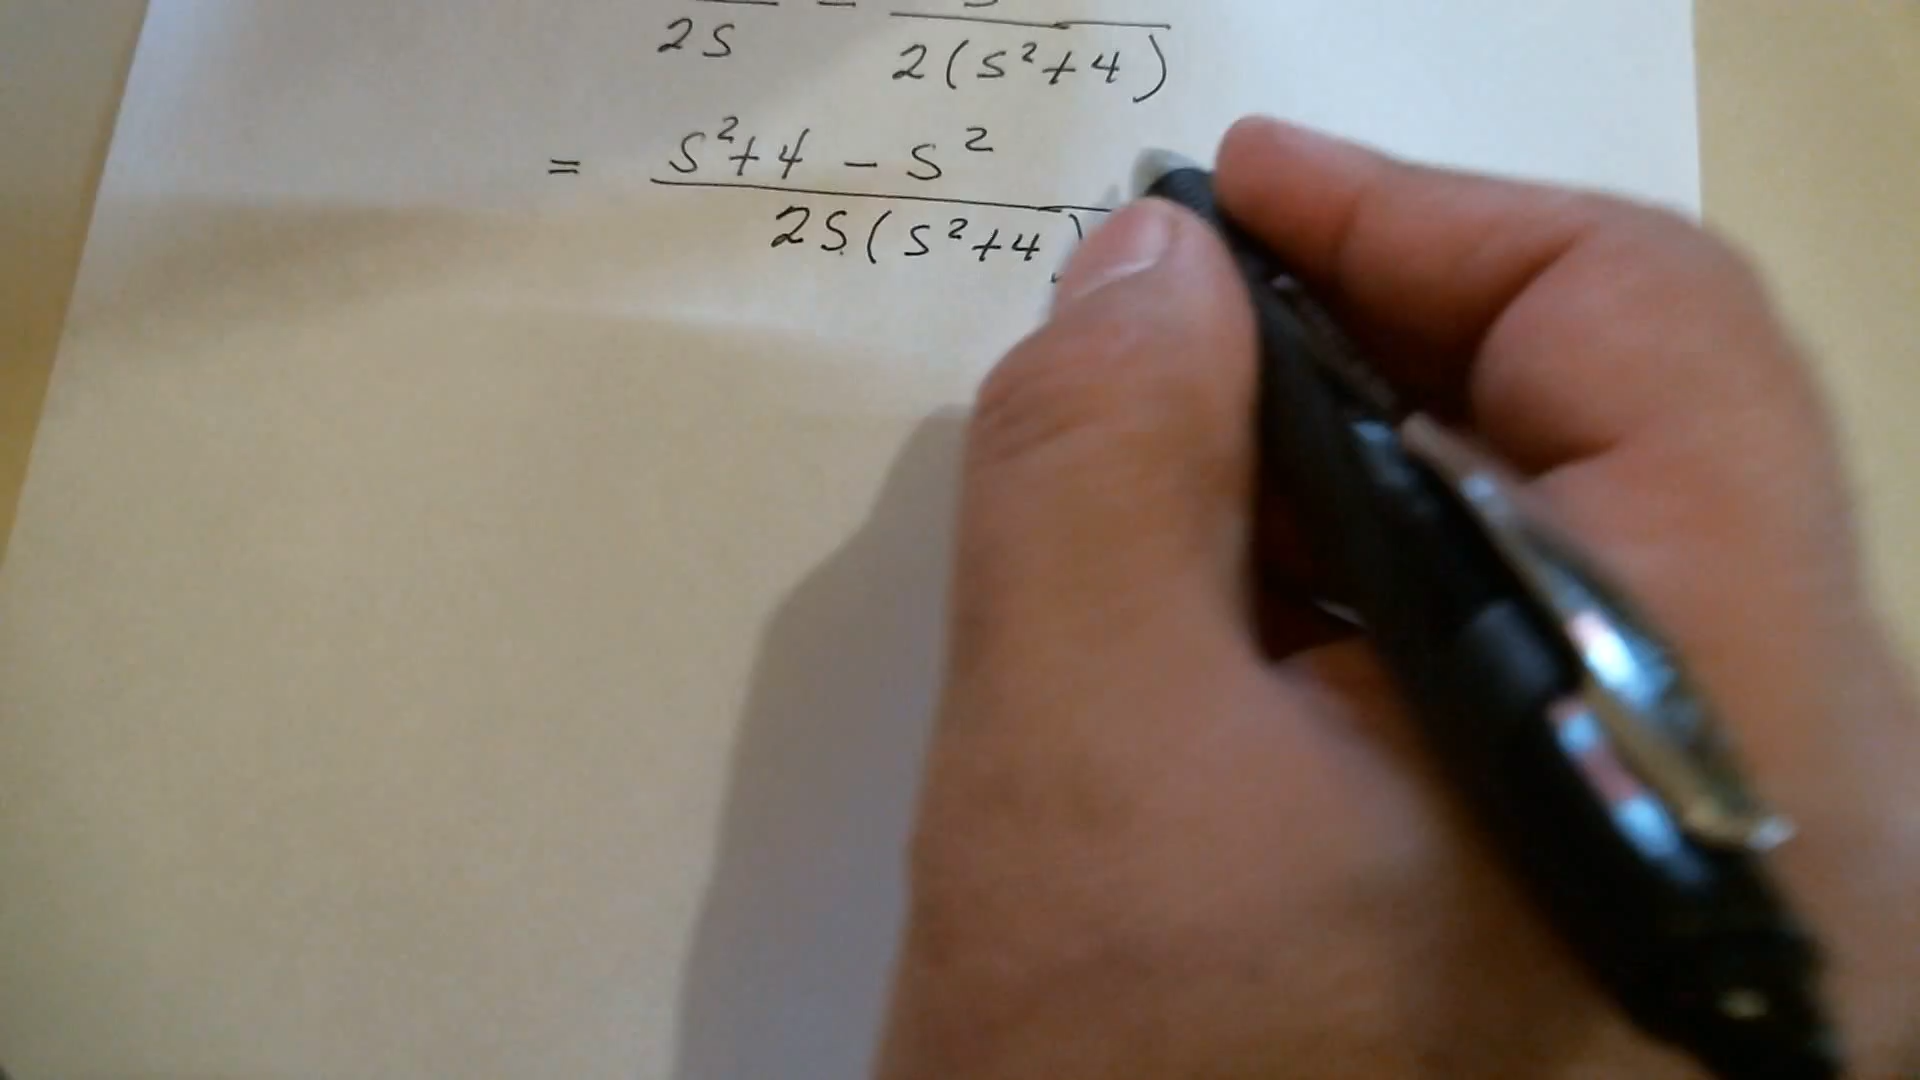 2s - 2(s²+4)
= s²+4 - s²
2s(s²+4)